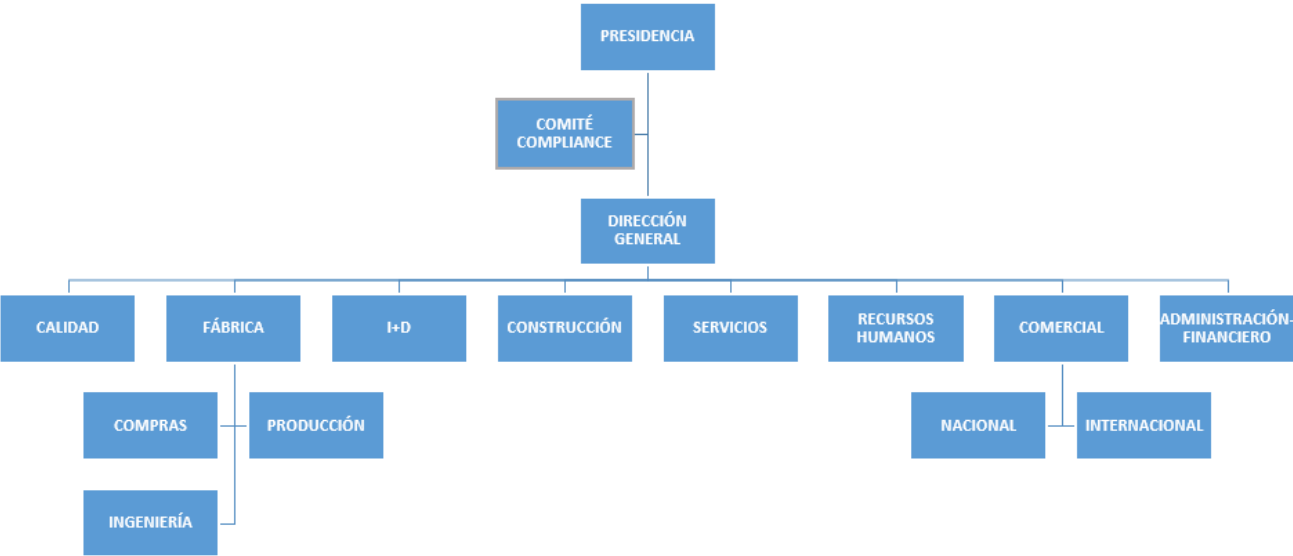 PRESIDENCIA
COMITÉ
COMPLIANCE
DIRECCIÓN
GENERAL
CALIDAD
FÁBRICA
I+D
CONSTRUCCIÓN
SERVICIOS
RECURSOS
HUMANOS
COMERCIAL
ADMINISTRACIÓN-
FINANCIERO
COMPRAS
PRODUCCIÓN
NACIONAL
INTERNACIONAL
INGENIERÍA